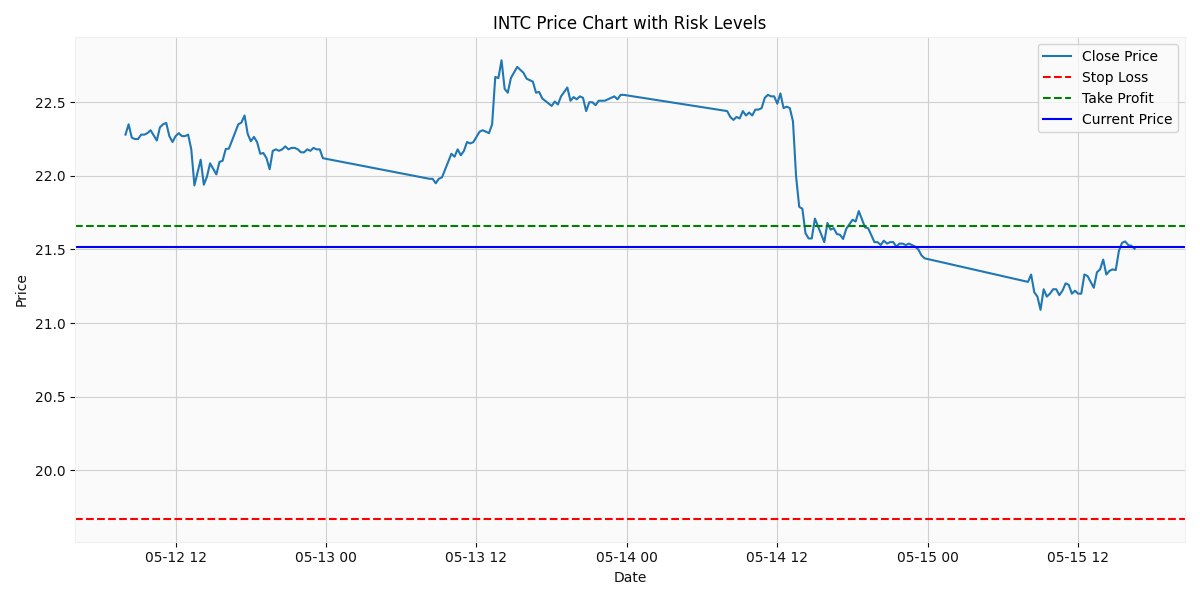 INTC Price Chart with Risk Levels
Close Price
Stop Loss
Take Profit
Current Price
Price
22.5
22.0
21.5
21.0
20.5
20.0
05-12 12
05-13 00
05-13 12
05-14 00
05-14 12
05-15 00
05-15 12
Date